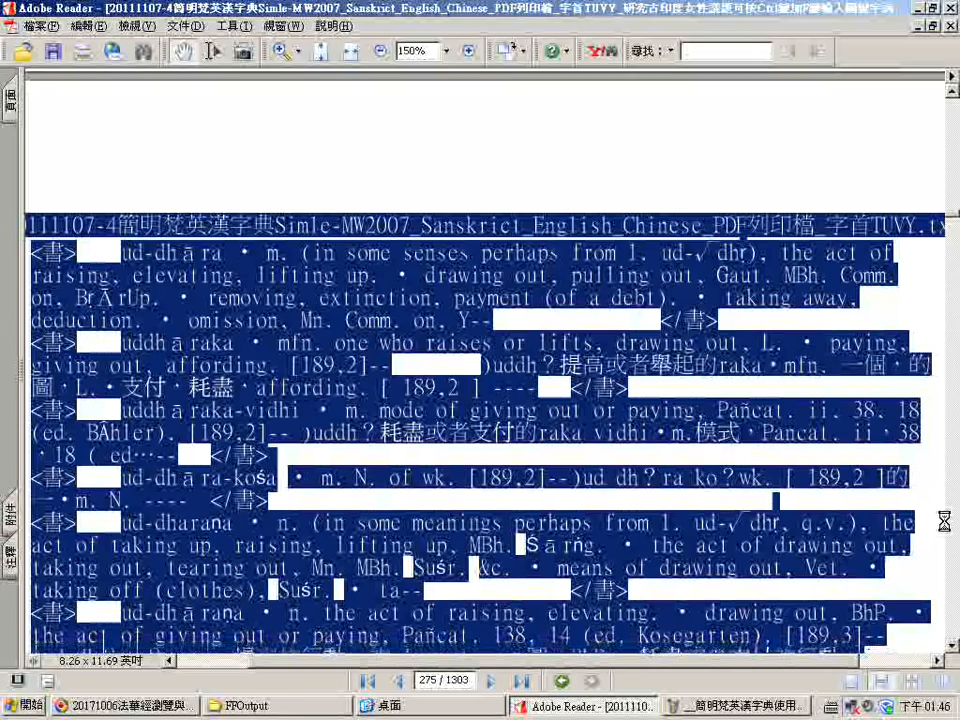 Adobe Reader - [20111107-4簡明梵英漢字典Simle-MW2007_Sanskrict_English_Chinese_PDF列印檔_字首TUVY_研究古印度女性課認可按Ctrl鍵加F鍵輸入關鍵字
檔案(F) 編輯(E) 檢視(V) 文件(D) 工具(T) 視窗(W) 說明(H)
150% 尋找:
頁面
111107-4簡明梵英漢字典Simle-MW2007_Sanskrict_English_Chinese_PDF列印檔_字首TUVY.tx
<書> ud-dhāra • m. (in some senses perhaps from 1. ud-√dhṛ), the act of
raising, elevating, lifting up. • drawing out, pulling out, Gaut. MBh. Comm.
on, BṛĀrUp. • removing, extinction, payment (of a debt). • taking away,
deduction. • omission, Mn. Comm. on, Y-- </書>
<書> uddhāraka • mfn. one who raises or lifts, drawing out, L. • paying,
giving out, affording. [189,2]-- )uddh？提高或者舉起的raka•mfn. 一個，的
圖，L.•支付，耗盡，affording. [ 189,2 ] ---- </書>
<書> uddhāraka-vidhi • m. mode of giving out or paying, Pañcat. ii. 38. 18
(ed. BÄhler). [189,2]-- )uddh？耗盡或者支付的raka vidhi•m.模式，Pancat. ii，38
，18 ( ed…-- </書>
<書> ud-dhāra-kośa • m. N. of wk. [189,2]--)ud dh？ra ko？wk. [ 189,2 ]的
一•m. N. ---- </書>
<書> ud-dharaṇa • n. (in some meanings perhaps from 1. ud-√dhṛ, q.v.), the
act of taking up, raising, lifting up, MBh. Śārṅg. • the act of drawing out,
taking out, tearing out, Mn. MBh. Suśr. &c. • means of drawing out, Vet. •
taking off (clothes), Suśr. • ta-- </書>
<書> ud-dhāraṇa • n. the act of raising, elevating. • drawing out, BhP. •
the act of giving out or paying, Pañcat. 138, 14 (ed. Kosegarten). [189,3]--
附件
注釋
8.26 x 11.69 英吋
275 / 1303
開始 20171006法華經瀏覽與... FFOutput 桌面 Adobe Reader - [201110... __簡明梵英漢字典使用... 下午 01:46